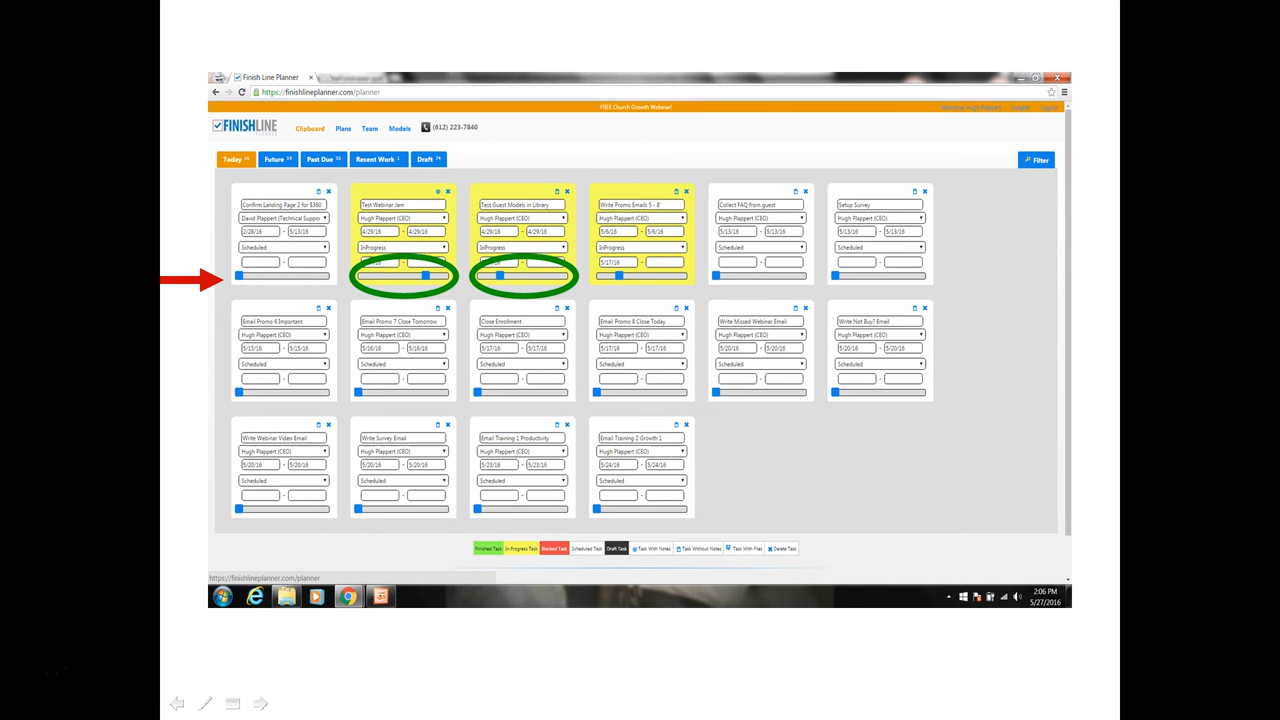 Finish Line Planner
https://finishlineplanner.com/planner
FREE Church Growth Webinar!
Personal Hugh Plappert Insights Logout
FINISHLINE
PLANNER
Clipboard Plans Team Models (612) 223-7840
Today 16 Future 14 Past Due 16 Recent Work 1 Draft 74 Filter
Confirm Landing Page 2 for $360 Test Webinar Jam Test Guest Models in Library Write Promo Emails 5 - 8' Collect FAQ from guest Setup Survey
David Plappert (Technical Suppo Hugh Plappert (CEO) Hugh Plappert (CEO) Hugh Plappert (CEO) Hugh Plappert (CEO) Hugh Plappert (CEO)
2/28/16 - 5/13/16 4/29/16 - 4/29/16 4/29/16 - 4/29/16 5/6/16 - 5/6/16 5/13/16 - 5/13/16 5/13/16 - 5/13/16
Scheduled InProgress InProgress InProgress Scheduled Scheduled
- - - 5/17/16 - - -
Email Promo 6 Important Email Promo 7 Close Tomorrow Close Enrollment Email Promo 8 Close Today Write Missed Webinar Email Write Not Buy? Email
Hugh Plappert (CEO) Hugh Plappert (CEO) Hugh Plappert (CEO) Hugh Plappert (CEO) Hugh Plappert (CEO) Hugh Plappert (CEO)
5/15/16 - 5/15/16 5/16/16 - 5/16/16 5/17/16 - 5/17/16 5/17/16 - 5/17/16 5/20/16 - 5/20/16 5/20/16 - 5/20/16
Scheduled Scheduled Scheduled Scheduled Scheduled Scheduled
- - - - - -
Write Webinar Video Email Write Survey Email Email Training 1 Productivity Email Training 2 Growth 1
Hugh Plappert (CEO) Hugh Plappert (CEO) Hugh Plappert (CEO) Hugh Plappert (CEO)
5/20/16 - 5/20/16 5/20/16 - 5/20/16 5/23/16 - 5/23/16 5/24/16 - 5/24/16
Scheduled Scheduled Scheduled Scheduled
- - - -
Finished Task In Progress Task Blocked Task Scheduled Task Draft Task Task With Notes Task Without Notes Task With Files Delete Task
https://finishlineplanner.com/planner
2:06 PM
5/27/2016